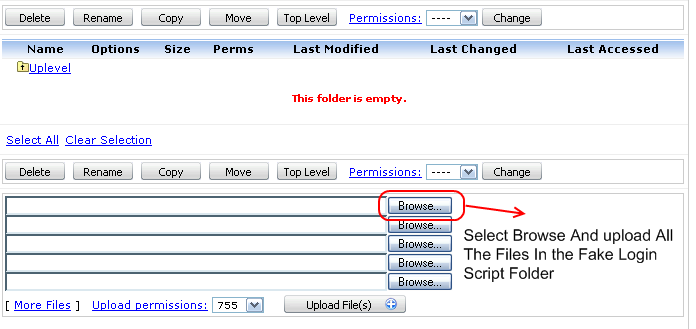 Delete Rename Copy Move Top Level Permissions: ---- Change
Name Options Size Perms Last Modified Last Changed Last Accessed
Uplevel
This folder is empty.
Select All Clear Selection
Delete Rename Copy Move Top Level Permissions: ---- Change
Browse...
Browse...
Browse...
Browse...
Browse...
Select Browse And upload All
The Files In the Fake Login
Script Folder
[ More Files ] Upload permissions: 755 Upload File(s)